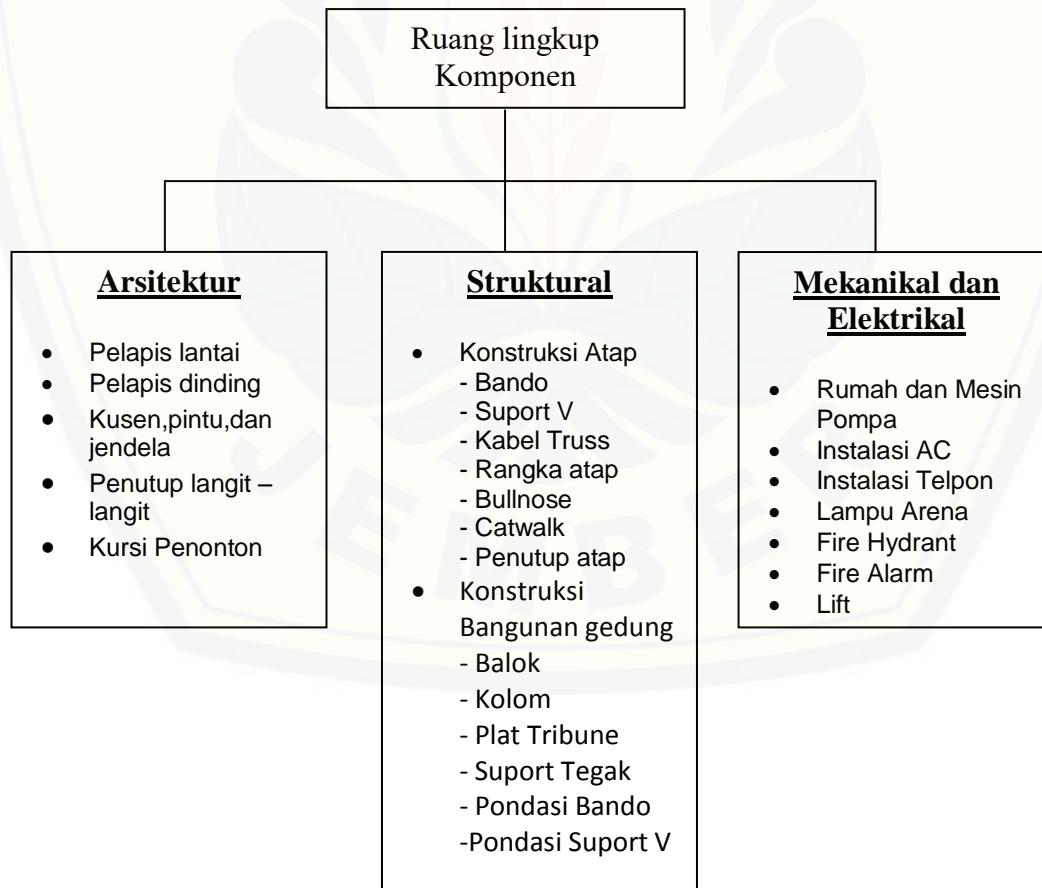 Ruang lingkup
Komponen
Arsitektur
• Pelapis lantai
• Pelapis dinding
• Kusen,pintu,dan
jendela
• Penutup langit –
langit
• Kursi Penonton
Struktural
• Konstruksi Atap
- Bando
- Suport V
- Kabel Truss
- Rangka atap
- Bullnose
- Catwalk
- Penutup atap
• Konstruksi
Bangunan gedung
- Balok
- Kolom
- Plat Tribune
- Suport Tegak
- Pondasi Bando
-Pondasi Suport V
Mekanikal dan
Elektrikal
• Rumah dan Mesin
Pompa
• Instalasi AC
• Instalasi Telpon
• Lampu Arena
• Fire Hydrant
• Fire Alarm
• Lift
JEMBER